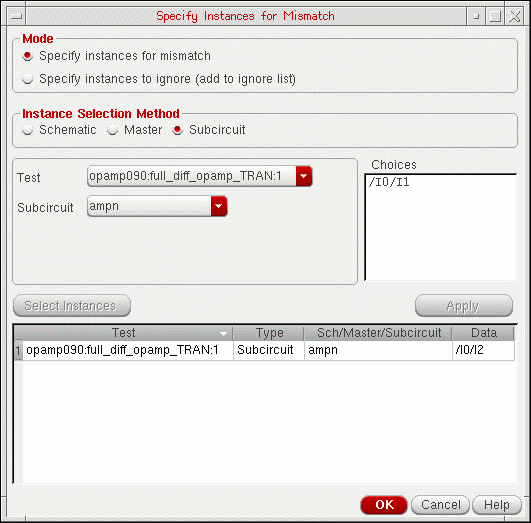 Specify Instances for Mismatch
Mode
Specify instances for mismatch
Specify instances to ignore (add to ignore list)
Instance Selection Method
Schematic Master Subcircuit
Test opamp090:full_diff_opamp_TRAN:1
Subcircuit ampn
Choices
/I0/I1
Select Instances Apply
Test Type Sch/Master/Subcircuit Data
1 opamp090:full_diff_opamp_TRAN:1 Subcircuit ampn /I0/I2
OK Cancel Help